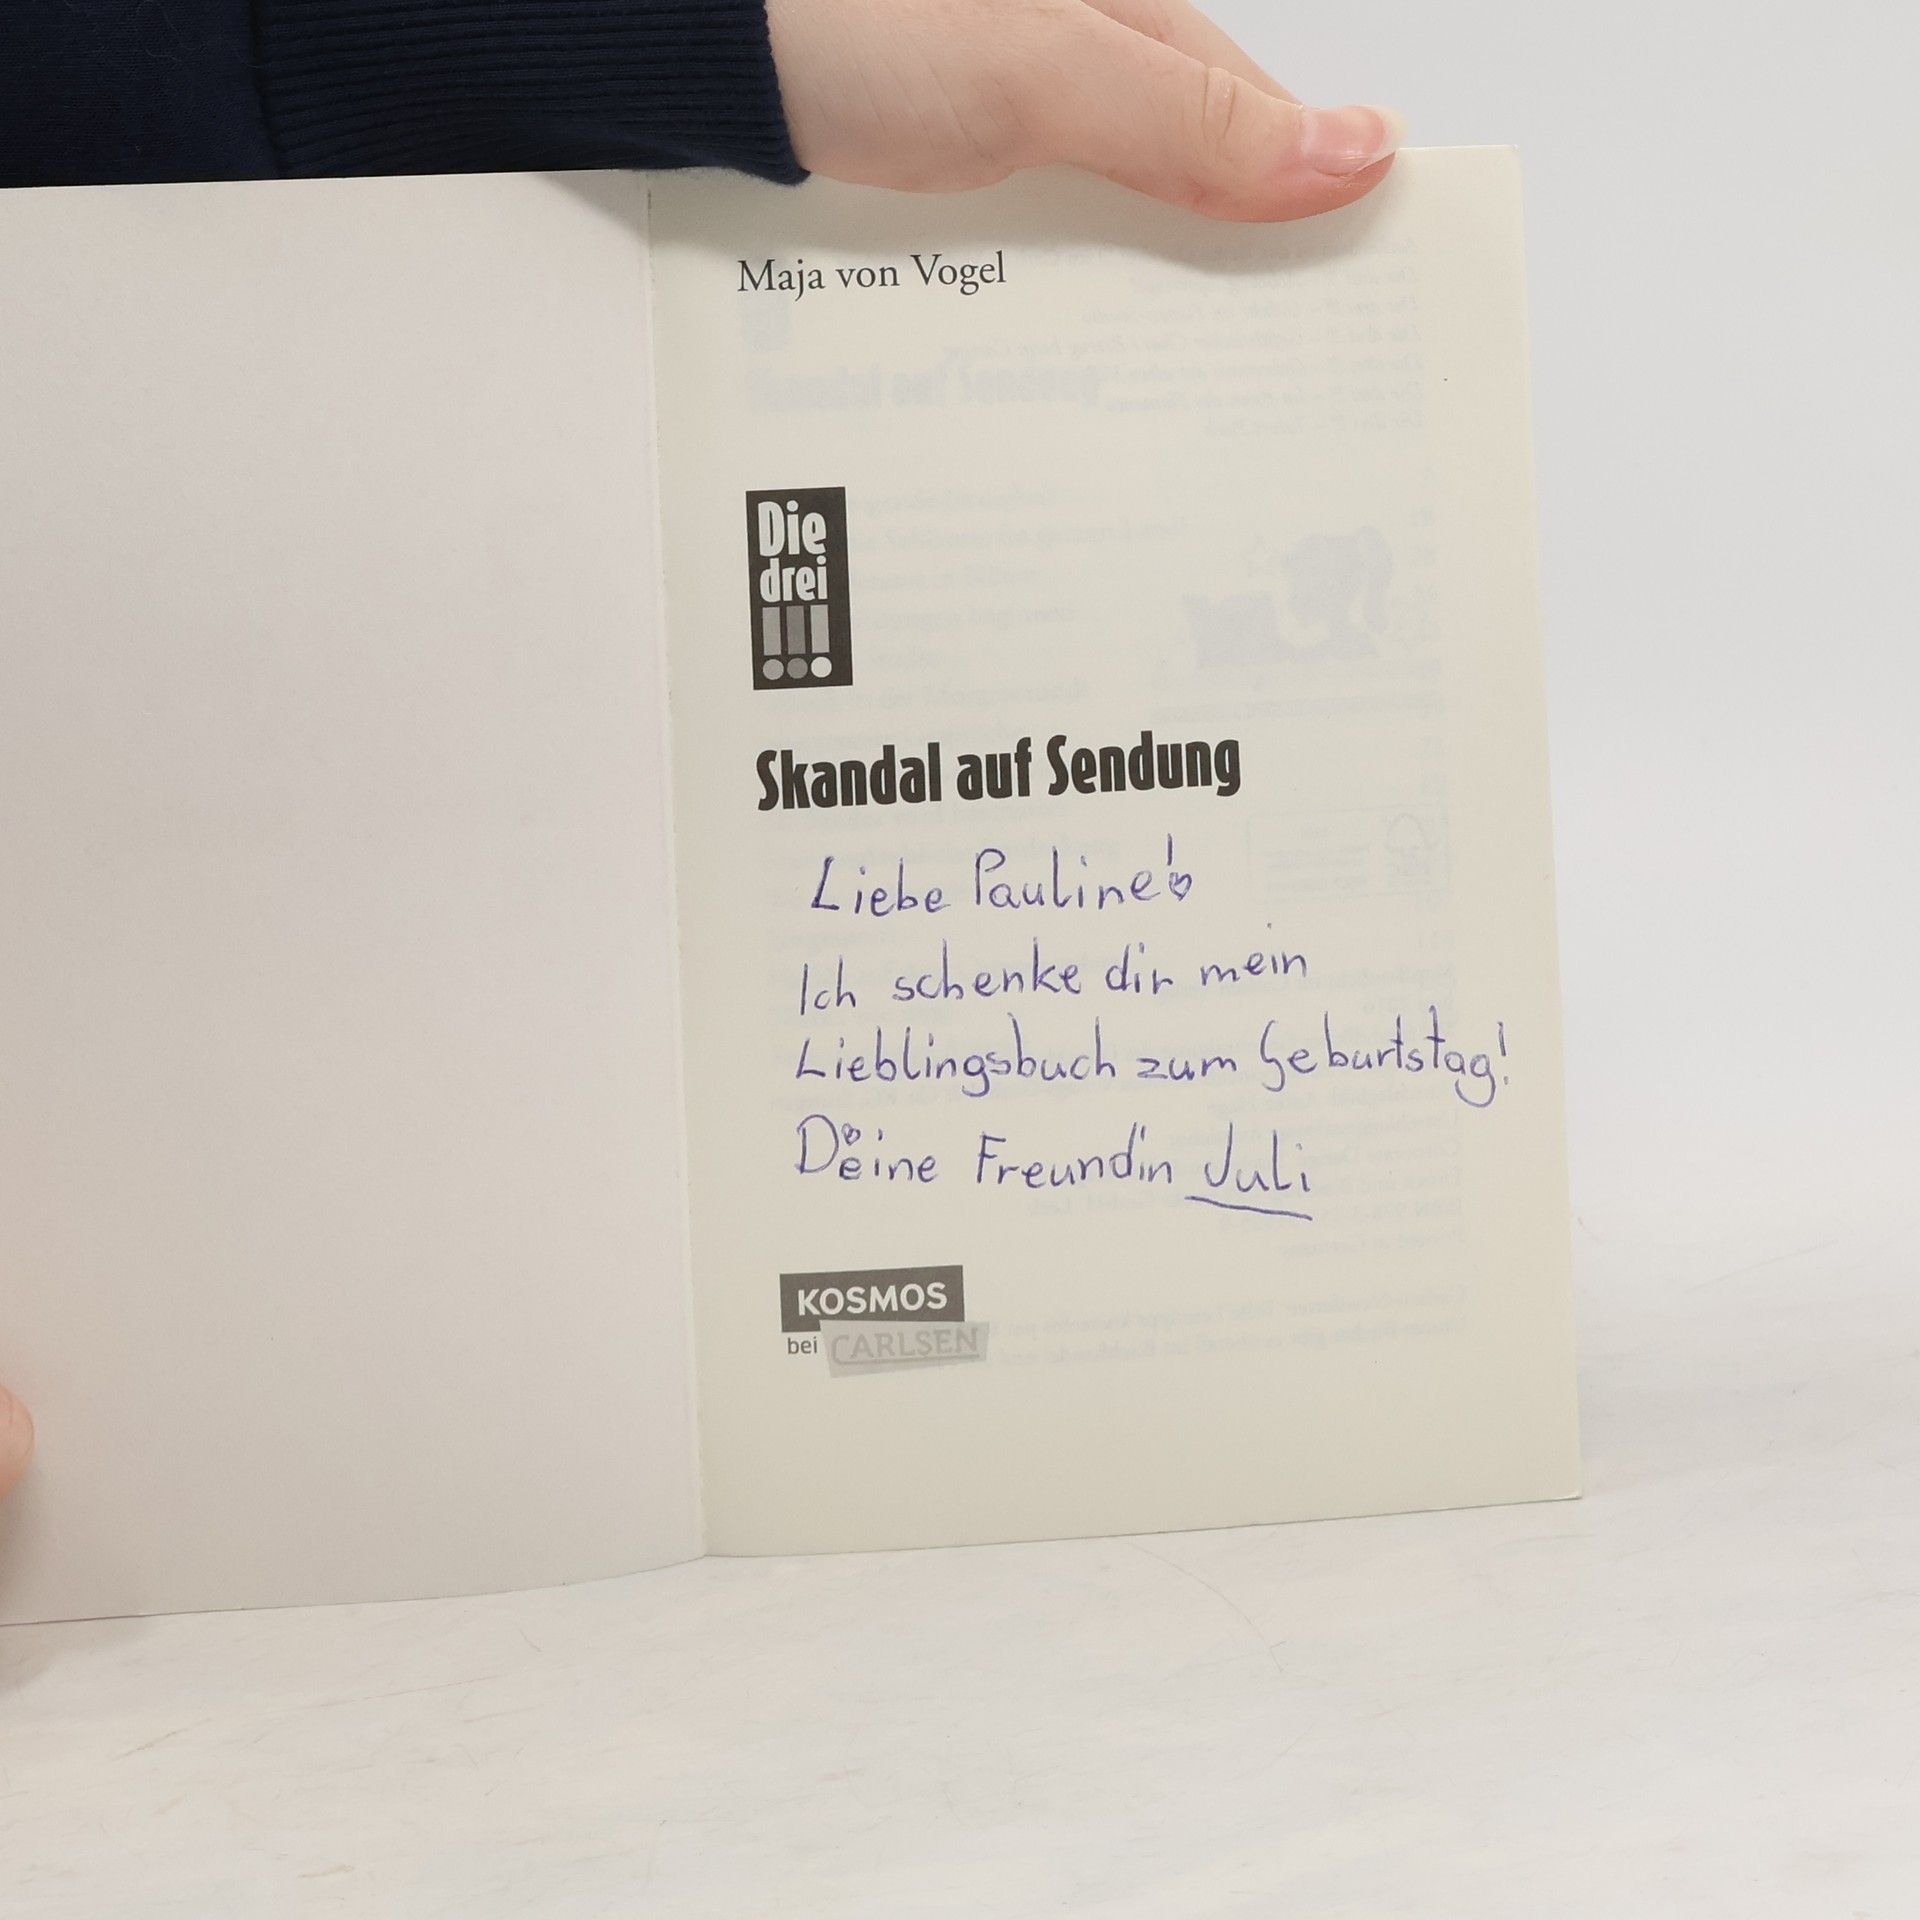 Maja von Vogel
Die
drei
!!!
Skandal auf Sendung
Liebe Pauline!
Ich schenke dir mein
Lieblingsbuch zum Geburtstag!
Deine Freundin Juli
KOSMOS
bei CARLSEN